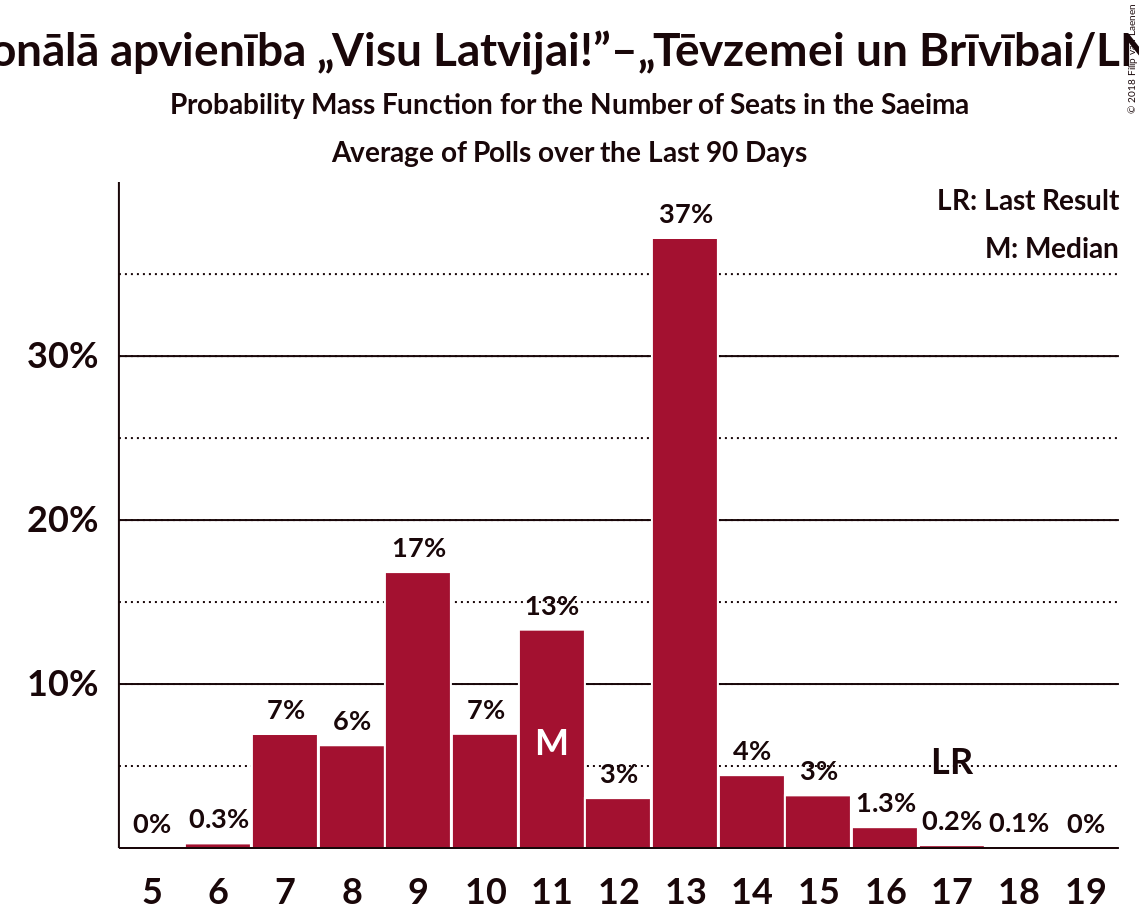 onālā apvienība „Visu Latvijai!”–„Tēvzemei un Brīvībai/LN
© 2018 Filip van Laenen
Probability Mass Function for the Number of Seats in the Saeima
Average of Polls over the Last 90 Days
LR: Last Result
M: Median
30%
20%
10%
0%
0.3%
7%
6%
17%
7%
13%
3%
37%
4%
3%
1.3%
0.2%
0.1%
0%
M
LR
5 6 7 8 9 10 11 12 13 14 15 16 17 18 19